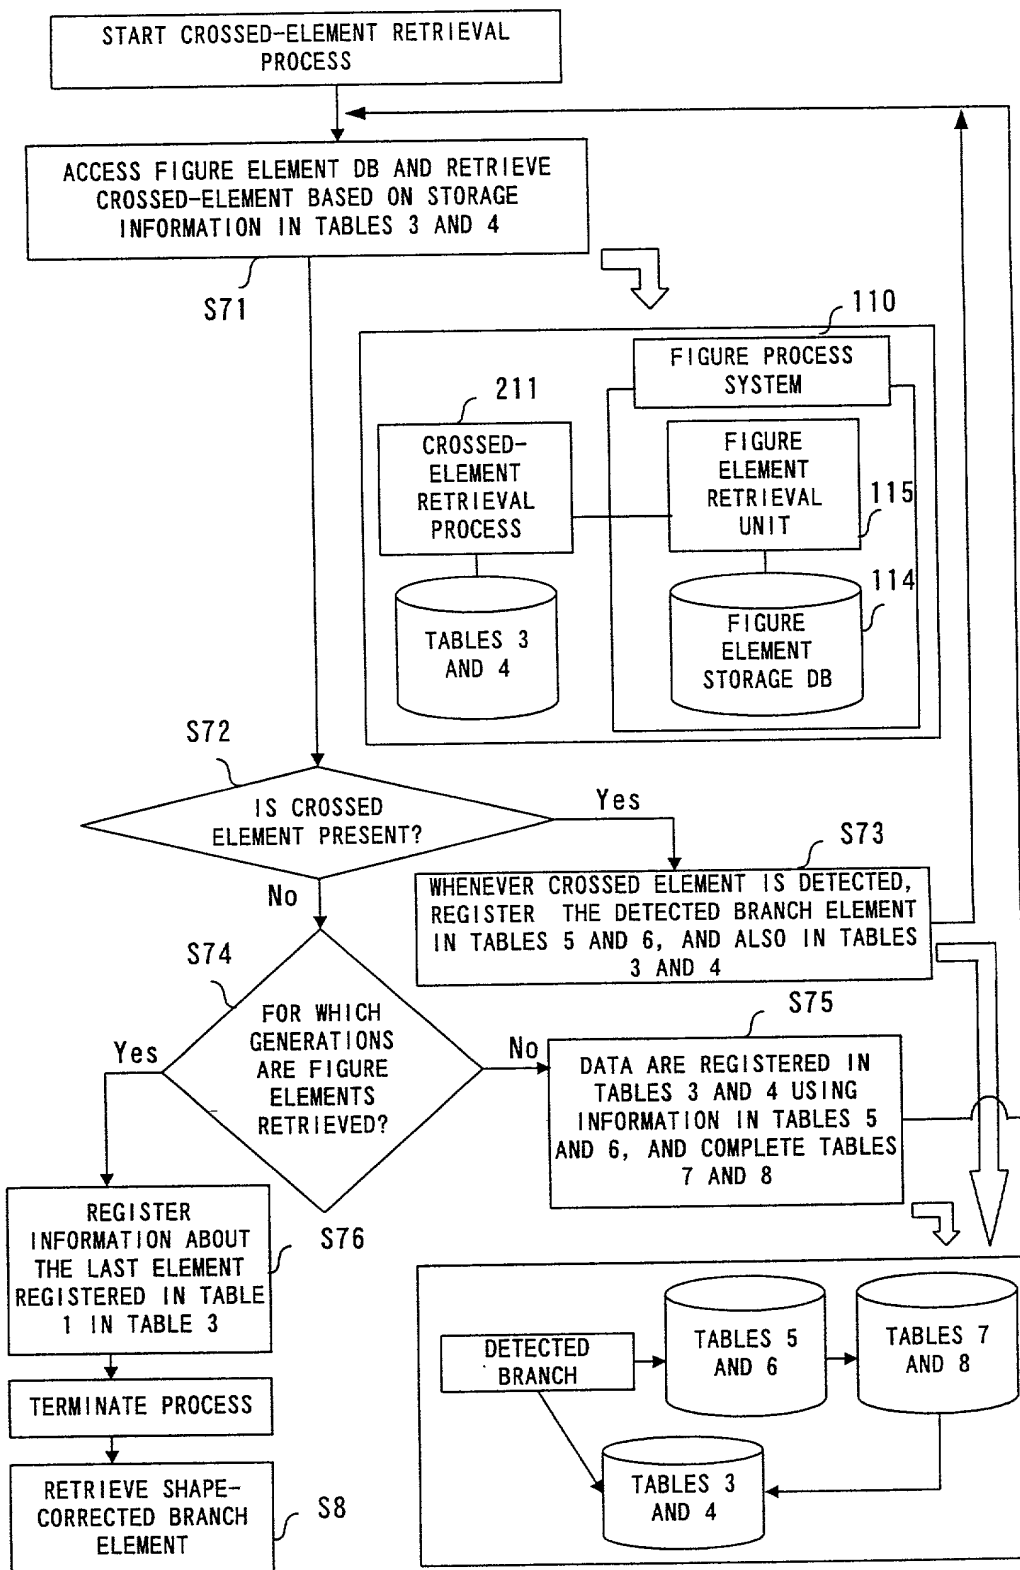 START CROSSED-ELEMENT RETRIEVAL
PROCESS
ACCESS FIGURE ELEMENT DB AND RETRIEVE
CROSSED-ELEMENT BASED ON STORAGE
INFORMATION IN TABLES 3 AND 4
S71
110
FIGURE PROCESS
SYSTEM
211
CROSSED-
ELEMENT
RETRIEVAL
PROCESS
FIGURE
ELEMENT
RETRIEVAL
UNIT
115
114
TABLES 3
AND 4
FIGURE
ELEMENT
STORAGE DB
S72
IS CROSSED
ELEMENT PRESENT?
Yes
No
S73
WHENEVER CROSSED ELEMENT IS DETECTED,
REGISTER THE DETECTED BRANCH ELEMENT
IN TABLES 5 AND 6, AND ALSO IN TABLES
3 AND 4
S74
FOR WHICH
GENERATIONS
ARE FIGURE
ELEMENTS
RETRIEVED?
Yes
No
S75
DATA ARE REGISTERED IN
TABLES 3 AND 4 USING
INFORMATION IN TABLES 5
AND 6, AND COMPLETE TABLES
7 AND 8
REGISTER
INFORMATION ABOUT
THE LAST ELEMENT
REGISTERED IN TABLE
1 IN TABLE 3
S76
TERMINATE PROCESS
RETRIEVE SHAPE-
CORRECTED BRANCH
ELEMENT
S8
DETECTED
BRANCH
TABLES 5
AND 6
TABLES 7
AND 8
TABLES 3
AND 4